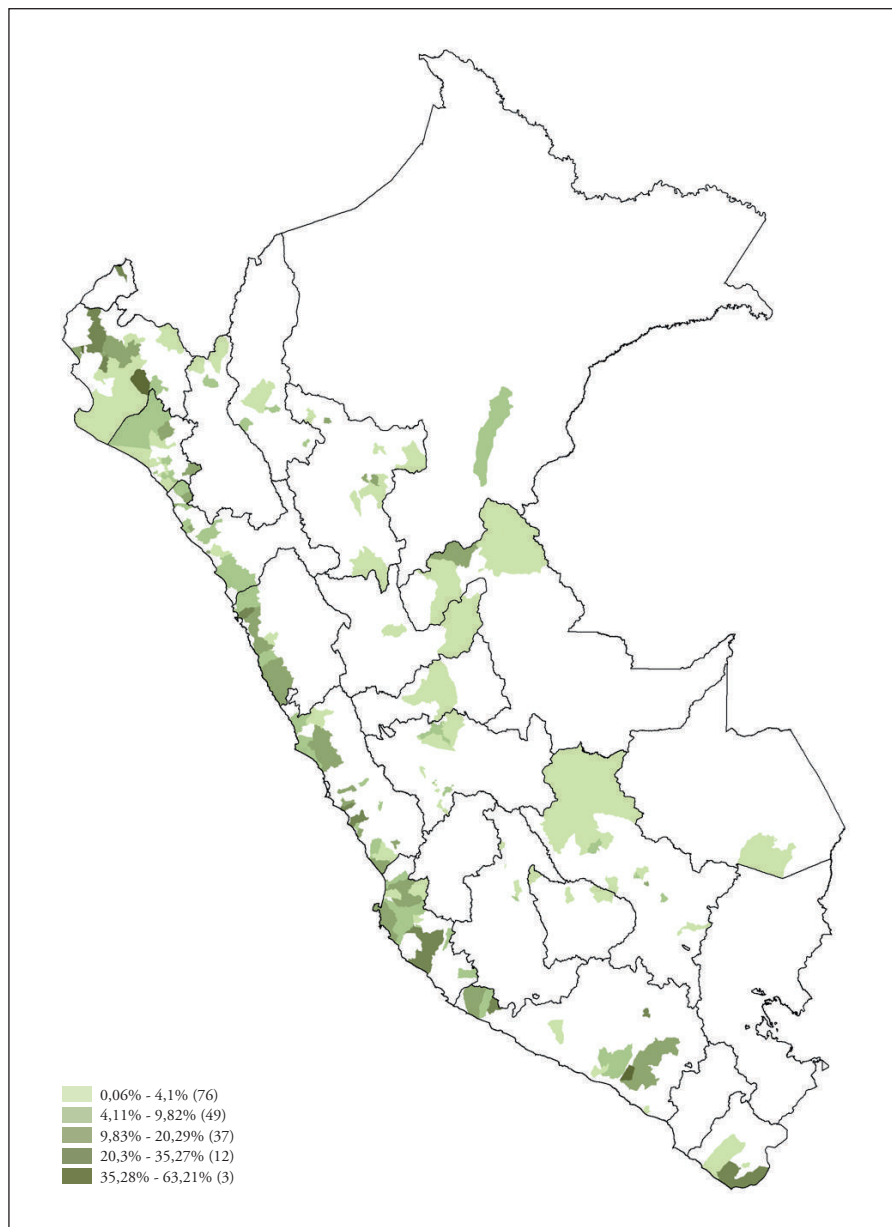 0,06% - 4,1% (76)
4,11% - 9,82% (49)
9,83% - 20,29% (37)
20,3% - 35,27% (12)
35,28% - 63,21% (3)